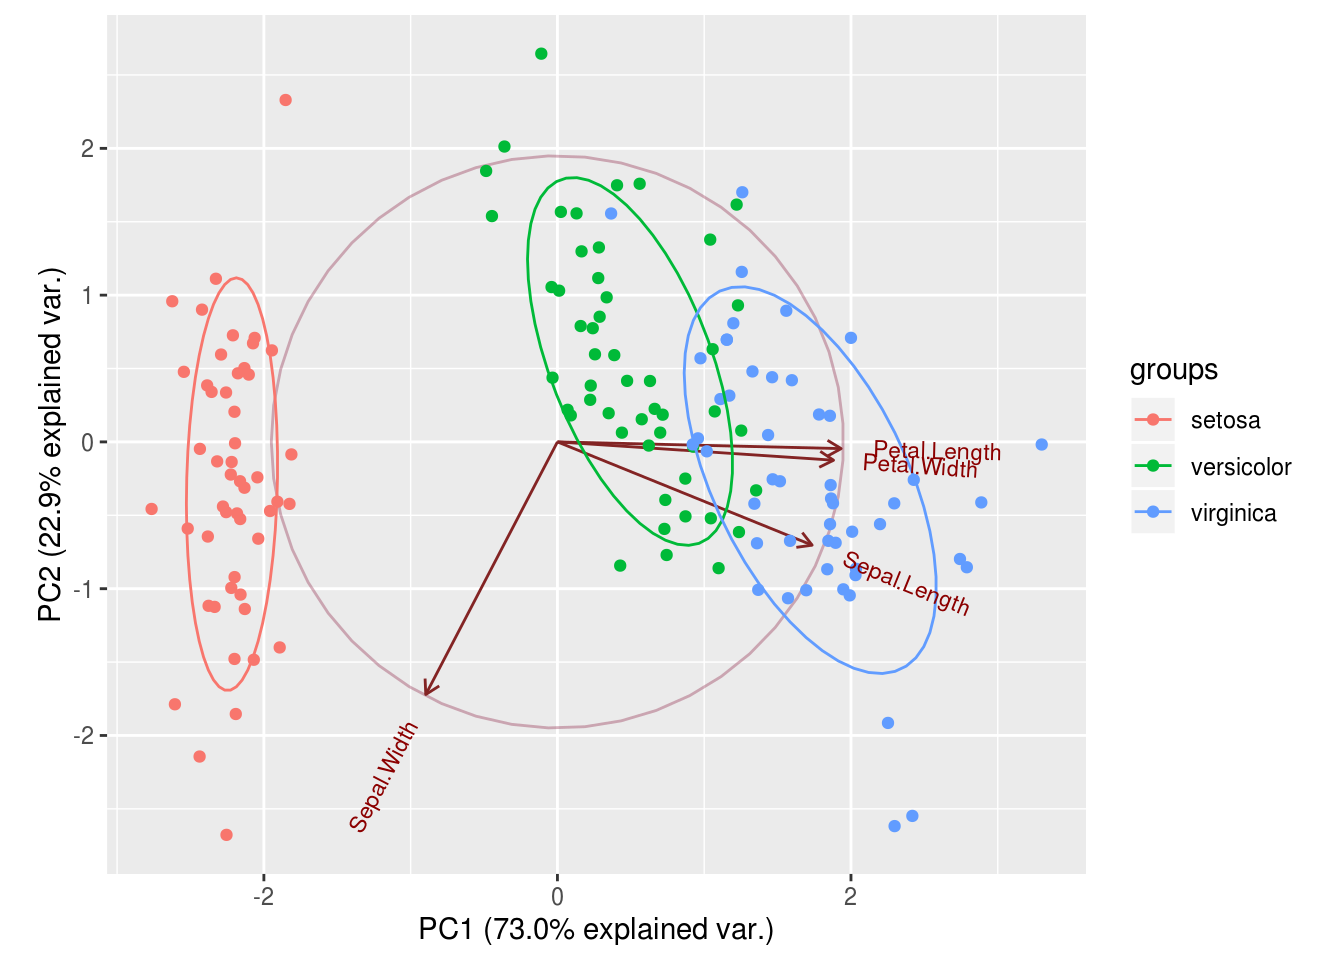 PC2 (22.9% explained var.)
2
1
0
-1
-2
Petal.Length
Petal.Width
Sepal.Length
Sepal.Width
-2
0
2
PC1 (73.0% explained var.)
groups
setosa
versicolor
virginica